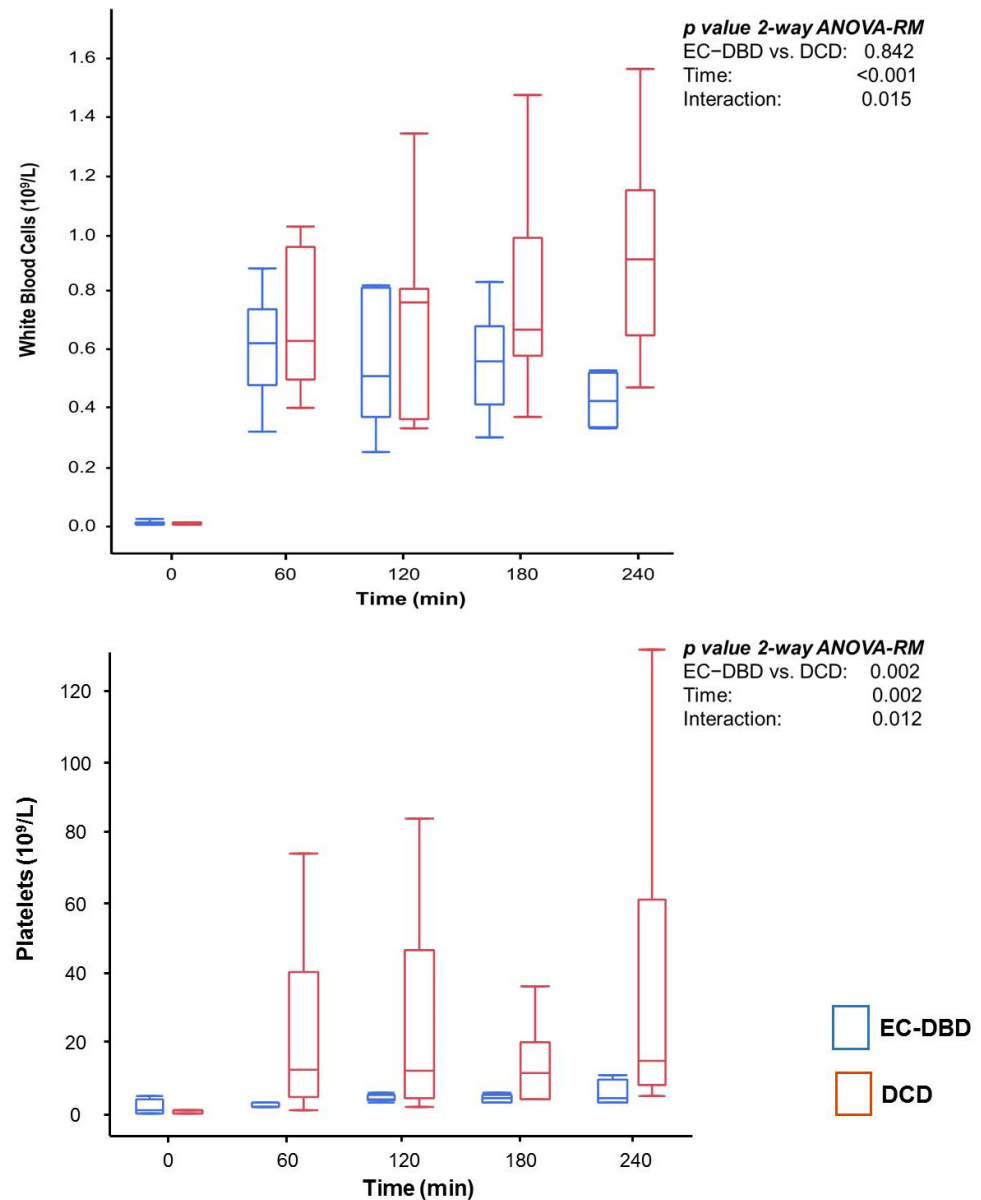 p value 2-way ANOVA-RM
EC-DBD vs. DCD: 0.842
Time: <0.001
Interaction: 0.015
White Blood Cells (10⁹/L)
1.6
1.4
1.2
1.0
0.8
0.6
0.4
0.2
0.0
0 60 120 180 240
Time (min)
p value 2-way ANOVA-RM
EC-DBD vs. DCD: 0.002
Time: 0.002
Interaction: 0.012
Platelets (10⁹/L)
120
100
80
60
40
20
0
0 60 120 180 240
Time (min)
EC-DBD
DCD